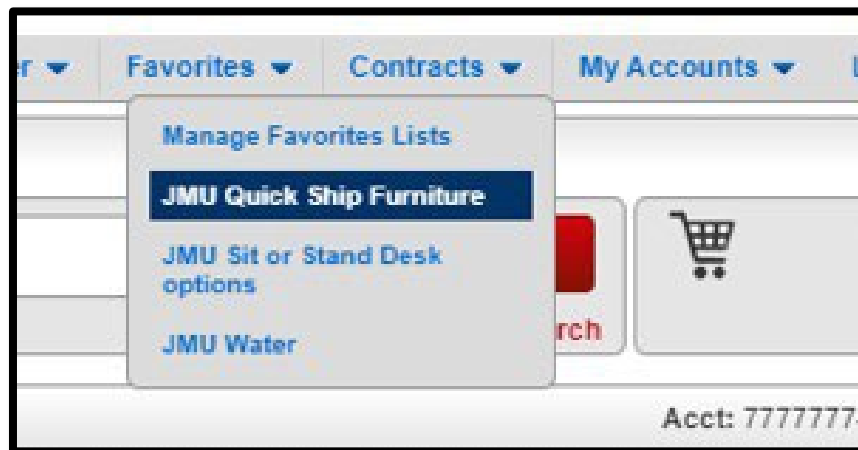 Favorites Contracts My Accounts
Manage Favorites Lists
JMU Quick Ship Furniture
JMU Sit or Stand Desk
options
JMU Water
Acct: 7777777-